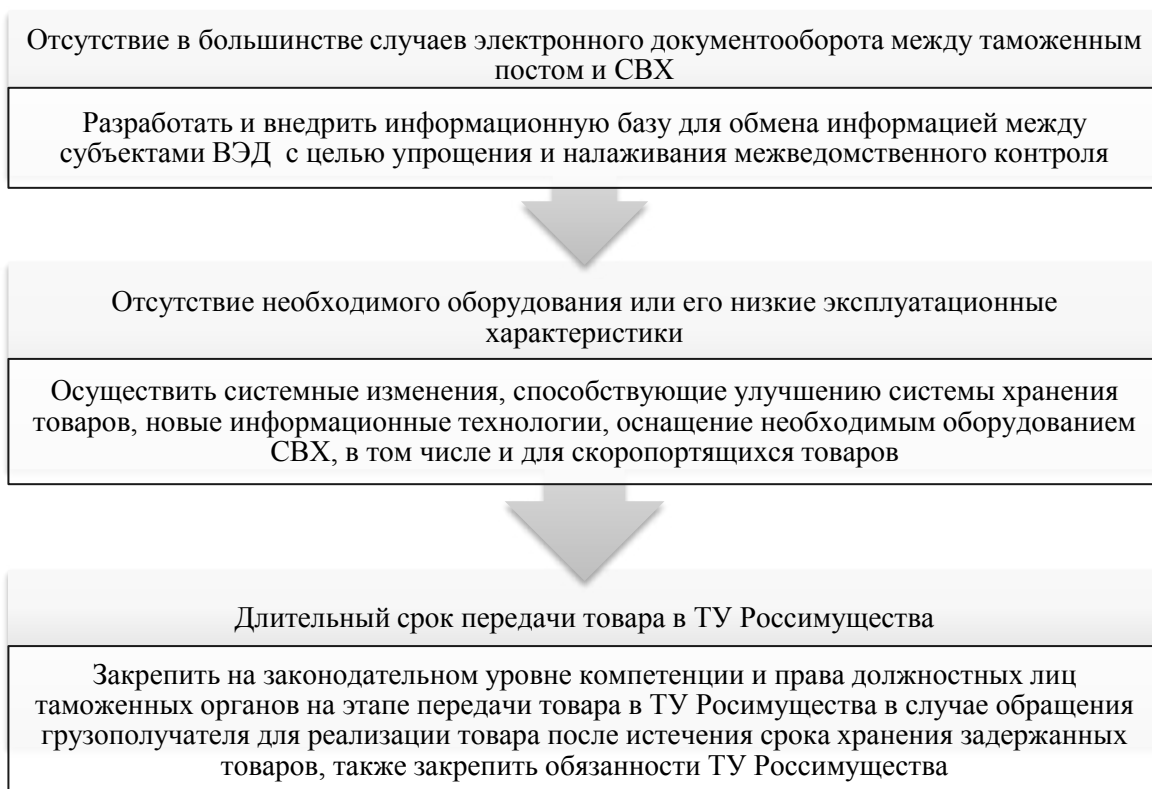 Отсутствие в большинстве случаев электронного документооборота между таможенным
постом и СВХ
Разработать и внедрить информационную базу для обмена информацией между
субъектами ВЭД с целью упрощения и налаживания межведомственного контроля
Отсутствие необходимого оборудования или его низкие эксплуатационные
характеристики
Осуществить системные изменения, способствующие улучшению системы хранения
товаров, новые информационные технологии, оснащение необходимым оборудованием
СВХ, в том числе и для скоропортящихся товаров
Длительный срок передачи товара в ТУ Россимущества
Закрепить на законодательном уровне компетенции и права должностных лиц
таможенных органов на этапе передачи товара в ТУ Росимущества в случае обращения
грузополучателя для реализации товара после истечения срока хранения задержанных
товаров, также закрепить обязанности ТУ Россимущества